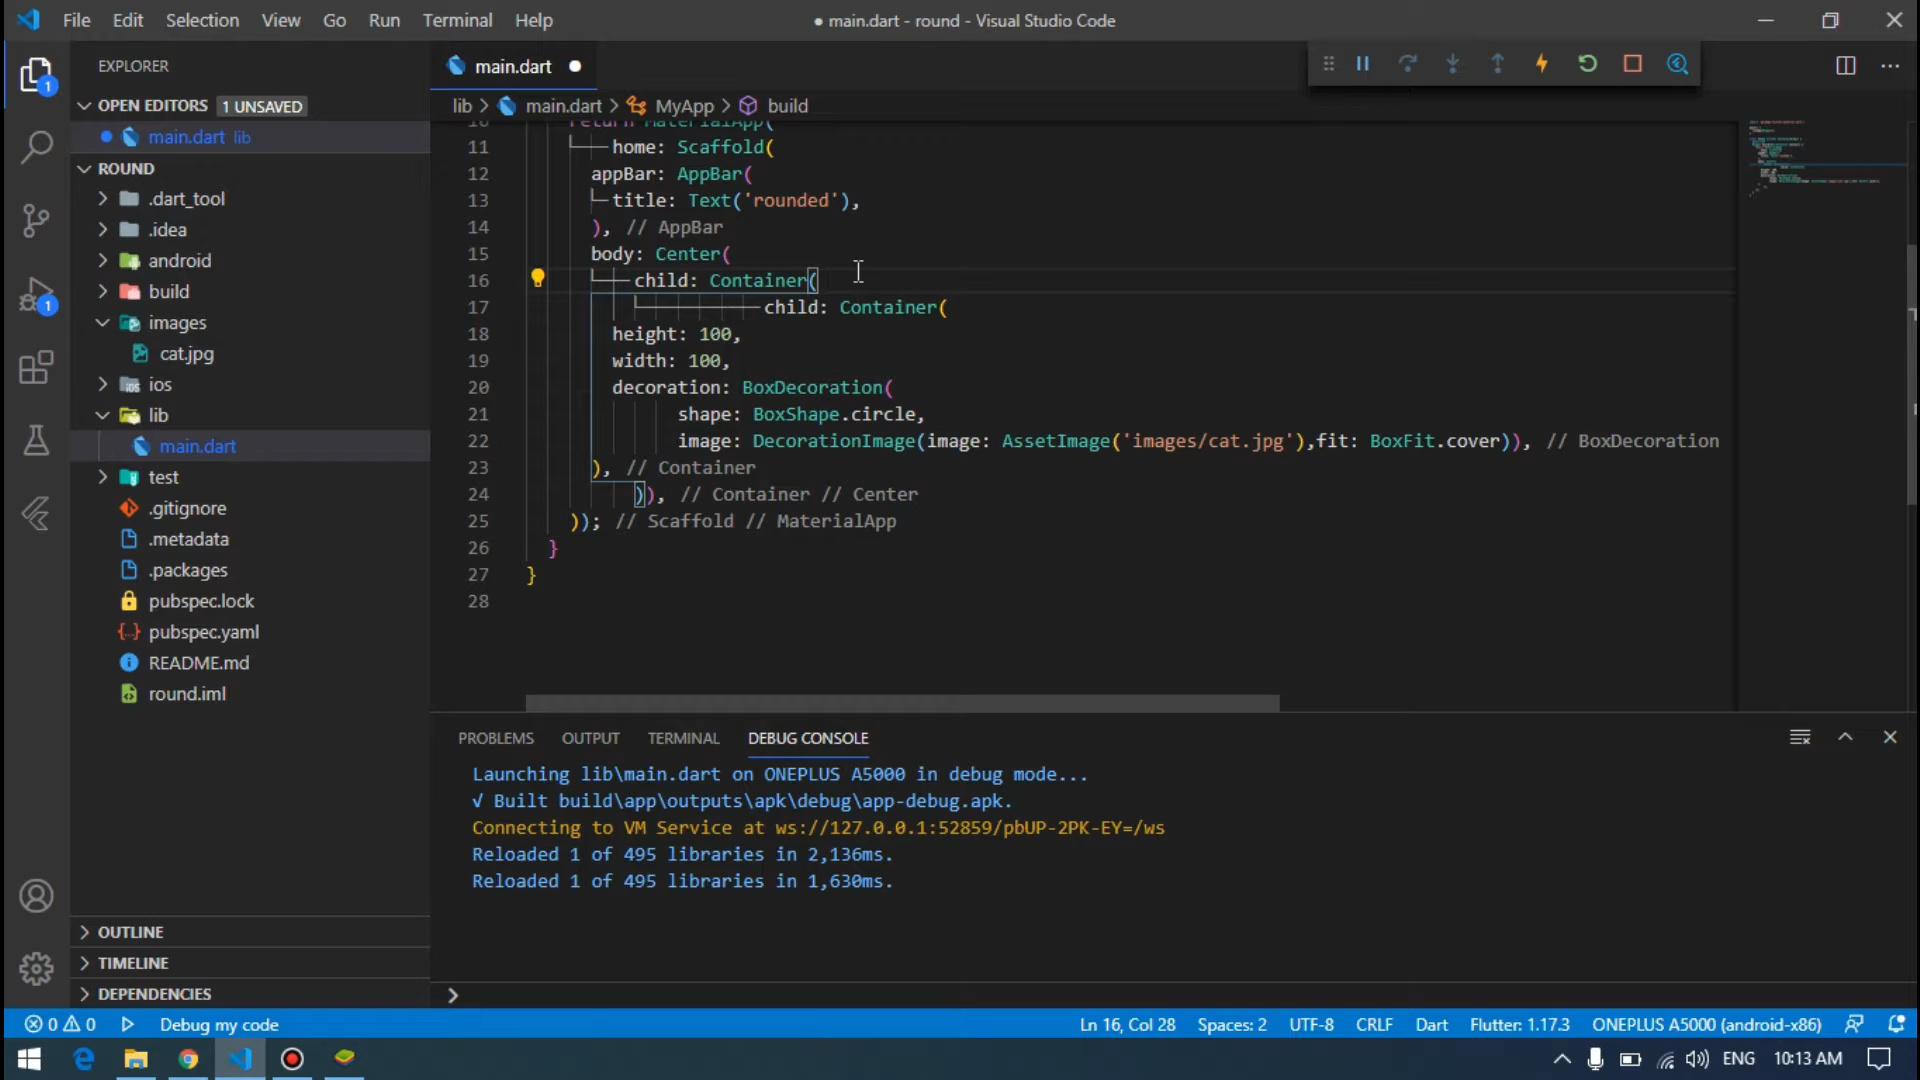 File Edit Selection View Go Run Terminal Help
● main.dart - round - Visual Studio Code
EXPLORER
OPEN EDITORS 1 UNSAVED
main.dart lib
ROUND
.dart_tool
.idea
android
build
images
cat.jpg
ios
lib
main.dart
test
.gitignore
.metadata
.packages
pubspec.lock
pubspec.yaml
README.md
round.iml
OUTLINE
TIMELINE
DEPENDENCIES
1
1
main.dart
lib > main.dart > MyApp > build
10 return MaterialApp(
11 home: Scaffold(
12 appBar: AppBar(
13 title: Text('rounded'),
14 ), // AppBar
15 body: Center(
16 child: Container(
17 child: Container(
18 height: 100,
19 width: 100,
20 decoration: BoxDecoration(
21 shape: BoxShape.circle,
22 image: DecorationImage(image: AssetImage('images/cat.jpg'),fit: BoxFit.cover)), // BoxDecoration
23 ), // Container
24 )), // Container // Center
25 )); // Scaffold // MaterialApp
26 }
27 }
28
PROBLEMS OUTPUT TERMINAL DEBUG CONSOLE
Launching lib\main.dart on ONEPLUS A5000 in debug mode...
√ Built build\app\outputs\apk\debug\app-debug.apk.
Connecting to VM Service at ws://127.0.0.1:52859/pbUP-2PK-EY=/ws
Reloaded 1 of 495 libraries in 2,136ms.
Reloaded 1 of 495 libraries in 1,630ms.
0 0 Debug my code Ln 16, Col 28 Spaces: 2 UTF-8 CRLF Dart Flutter: 1.17.3 ONEPLUS A5000 (android-x86)
ENG 10:13 AM